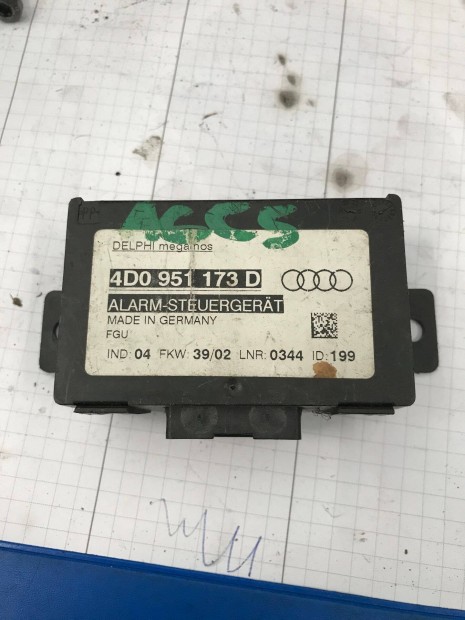 A6C5
DELPHI megamos
4D0 951 173 D
ALARM-STEUERGERÄT
MADE IN GERMANY
FGU
IND: 04 FKW: 39/02 LNR: 0344 ID: 199